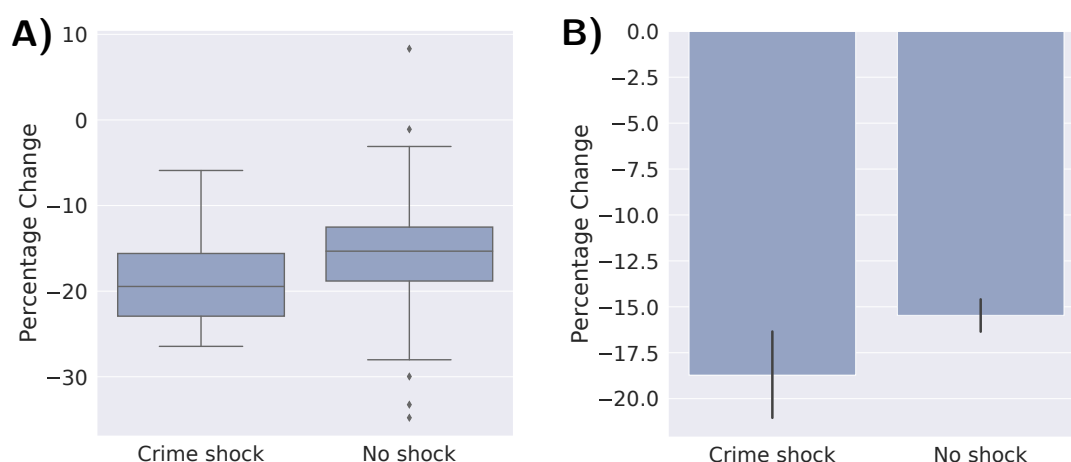 A)
Percentage Change
10
0
−10
−20
−30
Crime shock
No shock
B)
Percentage Change
0.0
−2.5
−5.0
−7.5
−10.0
−12.5
−15.0
−17.5
−20.0
Crime shock
No shock